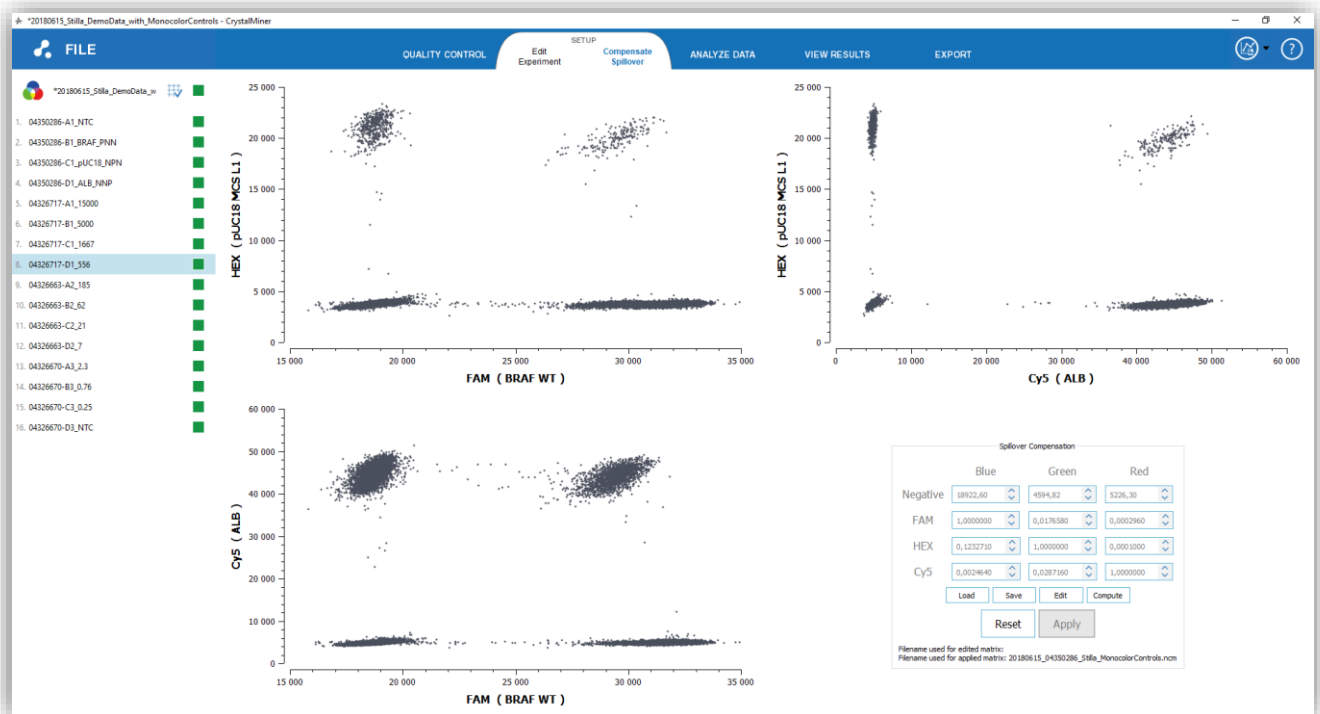 *20180615_Stilla_DemoData_with_MonocolorControls - CrystalMiner
FILE
QUALITY CONTROL
SETUP
Edit Experiment
Compensate Spillover
ANALYZE DATA
VIEW RESULTS
EXPORT
?
*20180615_Stilla_DemoData_w
1. 04350286-A1_NTC
2. 04350286-B1_BRAF_PNN
3. 04350286-C1_pUC18_NPN
4. 04350286-D1_ALB_NNP
5. 04326717-A1_15000
6. 04326717-B1_5000
7. 04326717-C1_1667
8. 04326717-D1_556
9. 04326663-A2_185
10. 04326663-B2_62
11. 04326663-C2_21
12. 04326663-D2_7
13. 04326670-A3_2.3
14. 04326670-B3_0.76
15. 04326670-C3_0.25
16. 04326670-D3_NTC
25 000
20 000
15 000
10 000
5 000
0
HEX ( pUC18 MCS L1 )
15 000 20 000 25 000 30 000 35 000
FAM ( BRAF WT )
25 000
20 000
15 000
10 000
5 000
0
HEX ( pUC18 MCS L1 )
0 10 000 20 000 30 000 40 000 50 000 60 000
Cy5 ( ALB )
60 000
50 000
40 000
30 000
20 000
10 000
0
Cy5 ( ALB )
15 000 20 000 25 000 30 000 35 000
FAM ( BRAF WT )
Spillover Compensation
Blue Green Red
Negative 18922,60 4594,82 5226,30
FAM 1,0000000 0,0176580 0,0002960
HEX 0,1232710 1,0000000 0,0001000
Cy5 0,0024640 0,0287160 1,0000000
Load Save Edit Compute
Reset Apply
Filename used for edited matrix:
Filename used for applied matrix: 20180615_04350286_Stilla_MonocolorControls.ncm